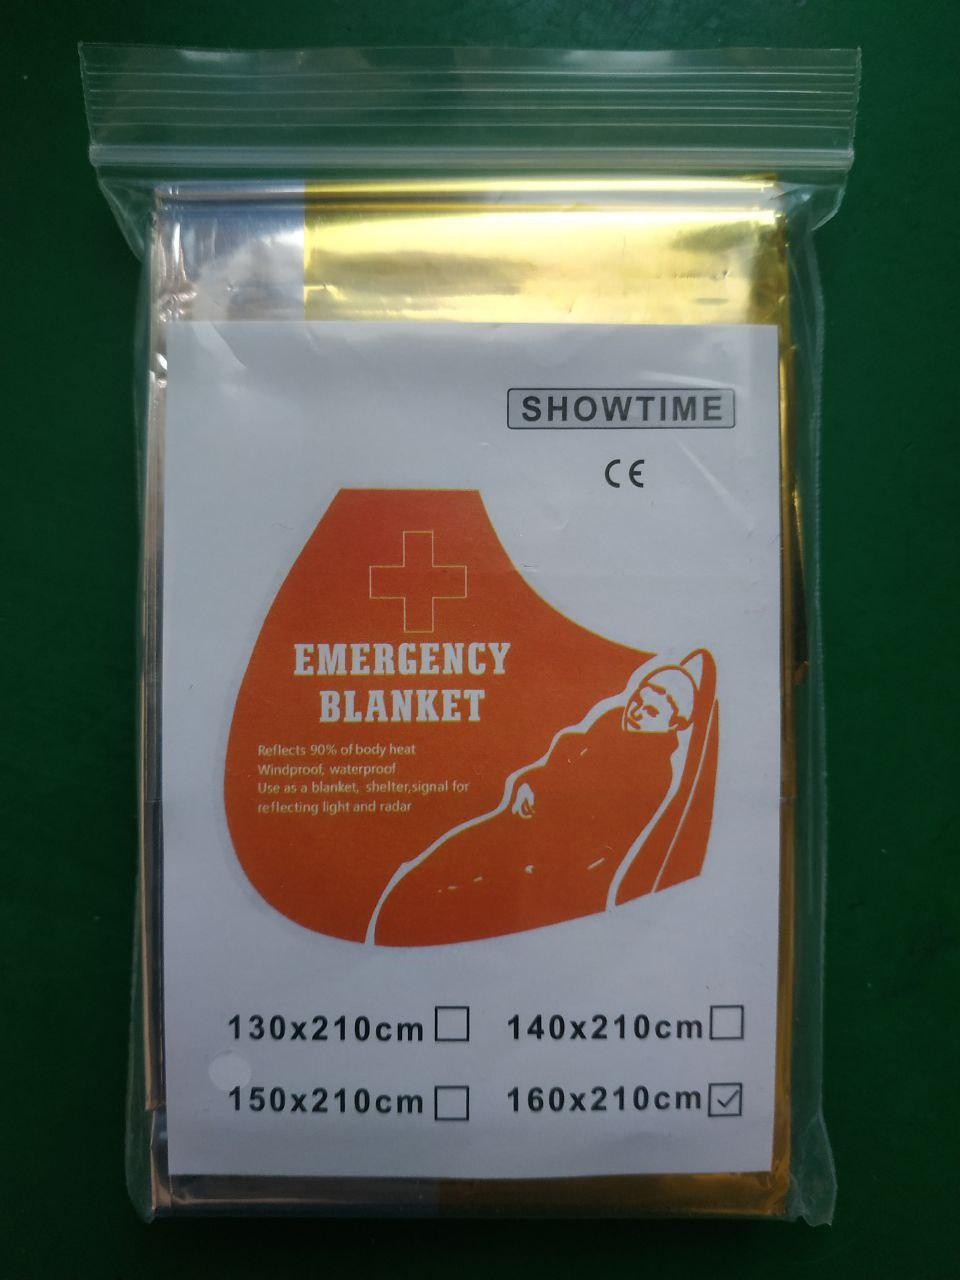 SHOWTIME
CE
EMERGENCY
BLANKET
Reflects 90% of body heat
Windproof, waterproof
Use as a blanket, shelter,signal for
reflecting light and radar
130x210cm 140x210cm
150x210cm 160x210cm